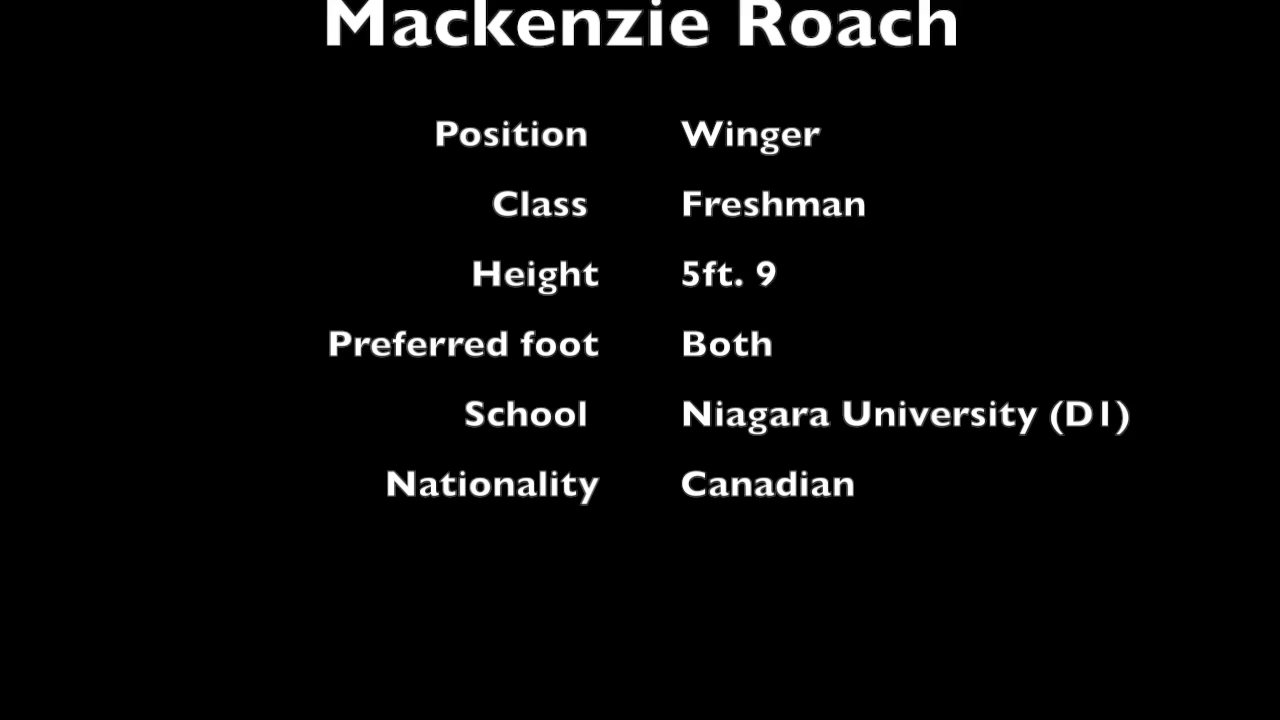 Mackenzie Roach
Position Winger
Class Freshman
Height 5ft. 9
Preferred foot Both
School Niagara University (D1)
Nationality Canadian